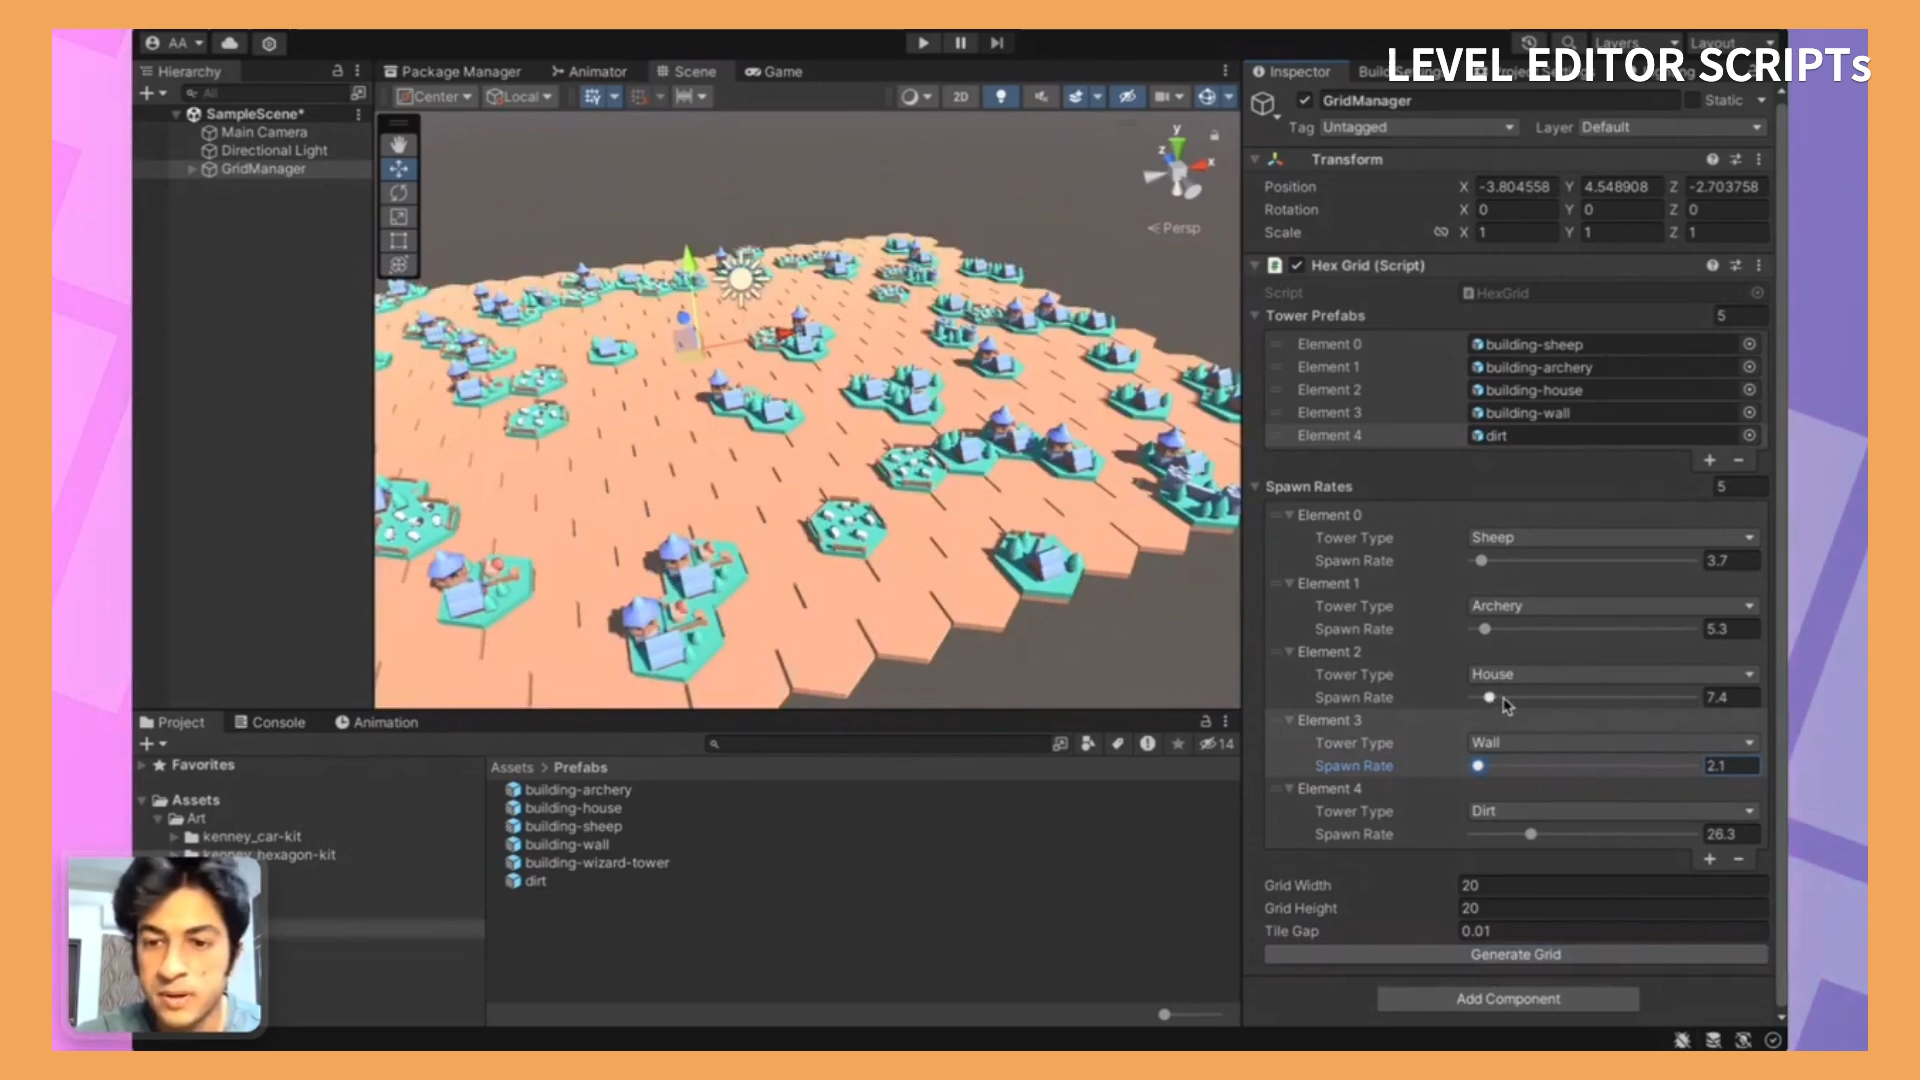 LEVEL EDITOR SCRIPTs
AA
Layers
Layout
Hierarchy
All
SampleScene*
Main Camera
Directional Light
GridManager
Package Manager
Animator
Scene
Game
Center
Local
2D
y
z
x
Persp
Inspector
GridManager
Static
Tag Untagged
Layer Default
Transform
Position X -3.804558 Y 4.548908 Z -2.703758
Rotation X 0 Y 0 Z 0
Scale X 1 Y 1 Z 1
Hex Grid (Script)
Script HexGrid
Tower Prefabs 5
Element 0 building-sheep
Element 1 building-archery
Element 2 building-house
Element 3 building-wall
Element 4 dirt
Spawn Rates 5
Element 0
Tower Type Sheep
Spawn Rate 3.7
Element 1
Tower Type Archery
Spawn Rate 5.3
Element 2
Tower Type House
Spawn Rate 7.4
Element 3
Tower Type Wall
Spawn Rate 2.1
Element 4
Tower Type Dirt
Spawn Rate 26.3
Grid Width 20
Grid Height 20
Tile Gap 0.01
Generate Grid
Add Component
Project
Console
Animation
14
Favorites
Assets
Art
kenney_car-kit
kenney_hexagon-kit
Assets > Prefabs
building-archery
building-house
building-sheep
building-wall
building-wizard-tower
dirt